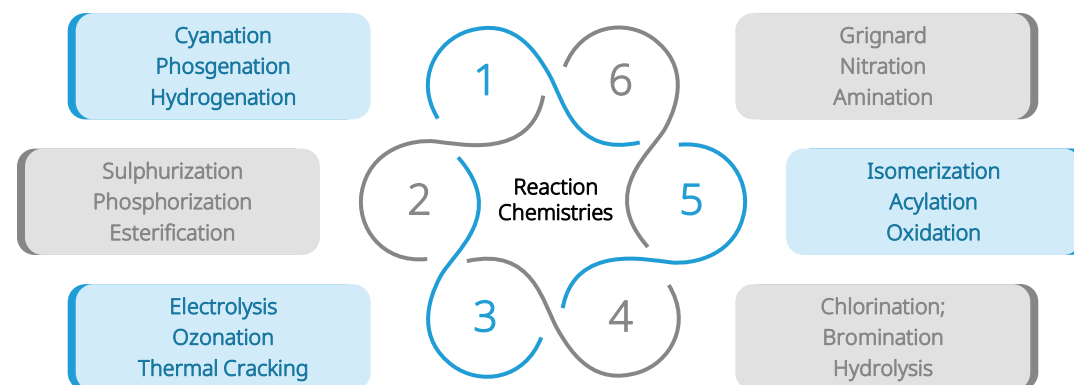 Cyanation
Phosgenation
Hydrogenation
1
6
Grignard
Nitration
Amination
Sulphurization
Phosphorization
Esterification
2
Reaction
Chemistries
5
Isomerization
Acylation
Oxidation
Electrolysis
Ozonation
Thermal Cracking
3
4
Chlorination;
Bromination
Hydrolysis